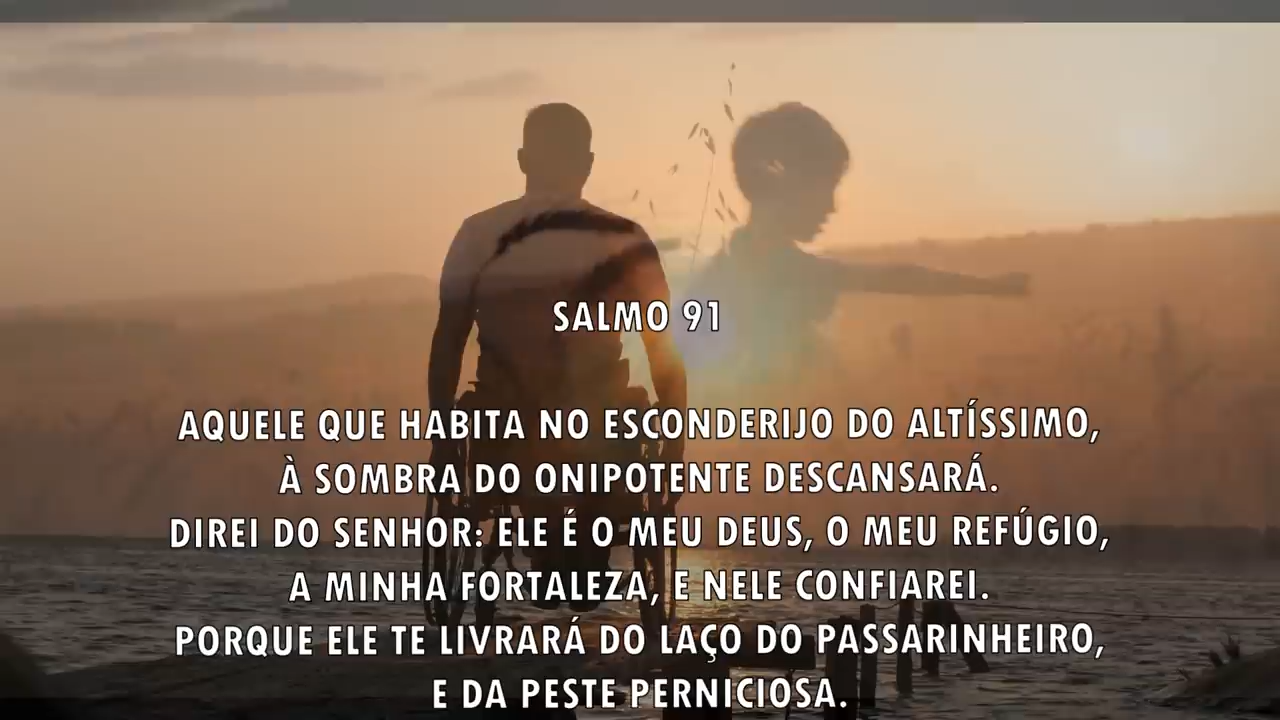 SALMO 91
AQUELE QUE HABITA NO ESCONDERIJO DO ALTÍSSIMO,
À SOMBRA DO ONIPOTENTE DESCANSARÁ.
DIREI DO SENHOR: ELE É O MEU DEUS, O MEU REFÚGIO,
A MINHA FORTALEZA, E NELE CONFIAREI.
PORQUE ELE TE LIVRARÁ DO LAÇO DO PASSARINHEIRO,
E DA PESTE PERNICIOSA.